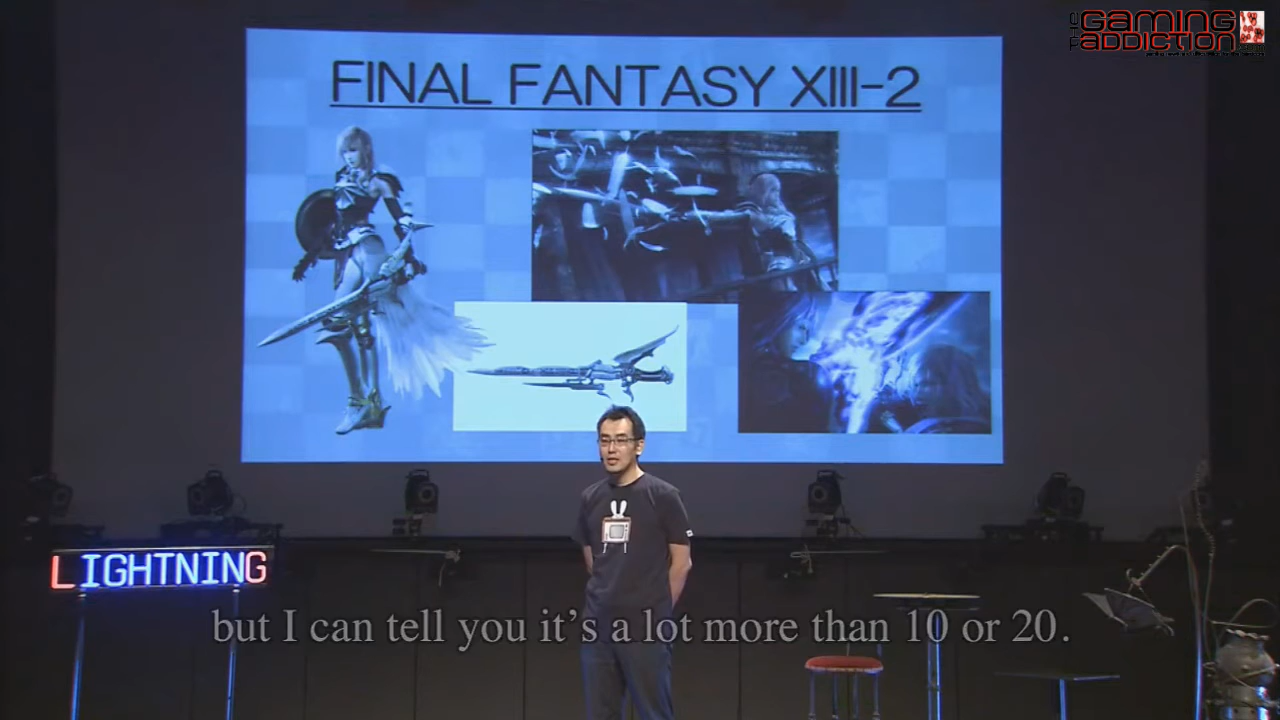 GAMING
ADDICTION
FINAL FANTASY XIII-2
LIGHTNING
but I can tell you it's a lot more than 10 or 20.